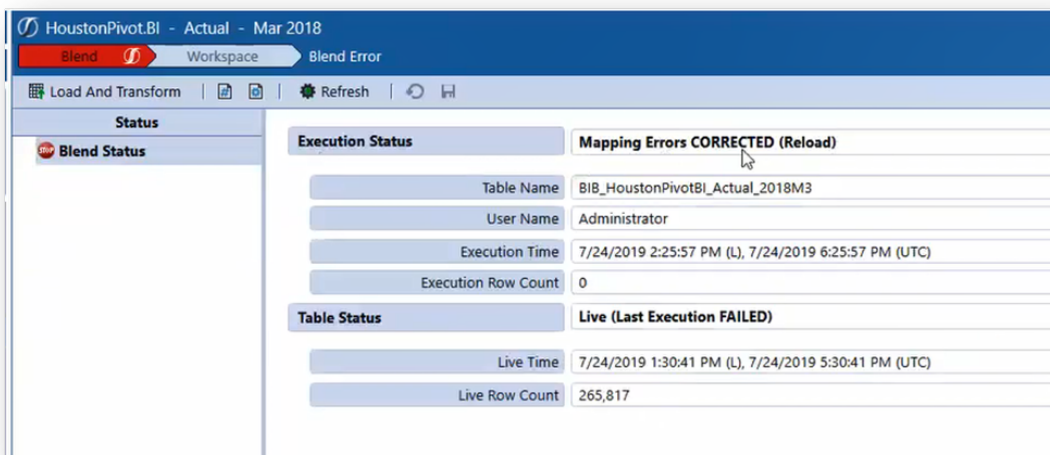 HoustonPivot.BI - Actual - Mar 2018
Blend Workspace Blend Error
Load And Transform Refresh
Status
STOP Blend Status
Execution Status Mapping Errors CORRECTED (Reload)
Table Name BIB_HoustonPivotBI_Actual_2018M3
User Name Administrator
Execution Time 7/24/2019 2:25:57 PM (L), 7/24/2019 6:25:57 PM (UTC)
Execution Row Count 0
Table Status Live (Last Execution FAILED)
Live Time 7/24/2019 1:30:41 PM (L), 7/24/2019 5:30:41 PM (UTC)
Live Row Count 265,817